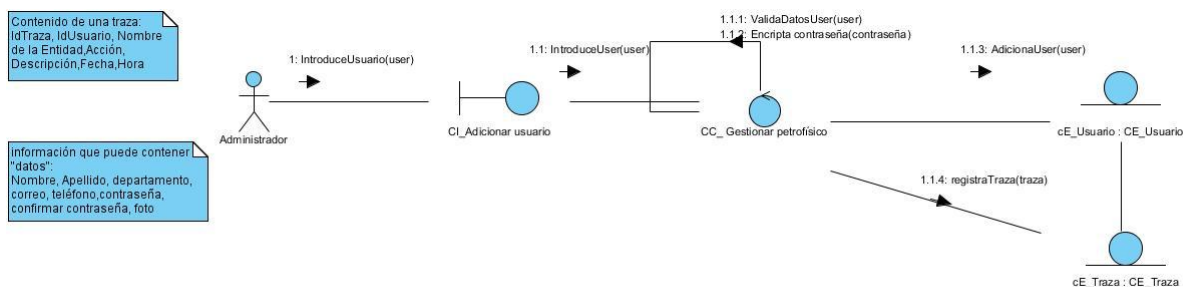 Contenido de una traza:
IdTraza, IdUsuario, Nombre
de la Entidad,Acción,
Descripción,Fecha,Hora
1: IntroduceUsuario(user)
1.1: IntroduceUser(user)
1.1.1: ValidaDatosUser(user)
1.1.2: Encripta contraseña(contraseña)
1.1.3: AdicionaUser(user)
Administrador
CI_Adicionar usuario
CC_ Gestionar petrofísico
cE_Usuario : CE_Usuario
información que puede contener
"datos":
Nombre, Apellido, departamento,
correo, teléfono,contraseña,
confirmar contraseña, foto
1.1.4: registraTraza(traza)
cE_Traza : CE_Traza